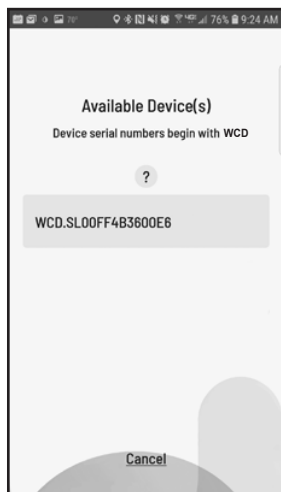 76% 9:24 AM
Available Device(s)
Device serial numbers begin with WCD
?
WCD.SL00FF4B3600E6
Cancel